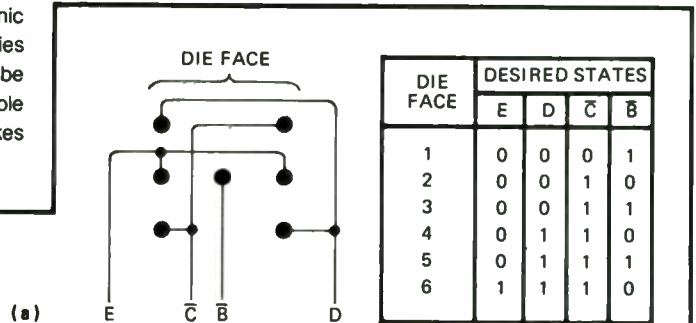 nic
ies
be
ole
kes
DIE FACE
E C̅ B̅ D
(a)
DIE FACE DESIRED STATES
E D C̅ B̅
1 0 0 0 1
2 0 0 1 0
3 0 0 1 1
4 0 1 1 0
5 0 1 1 1
6 1 1 1 0